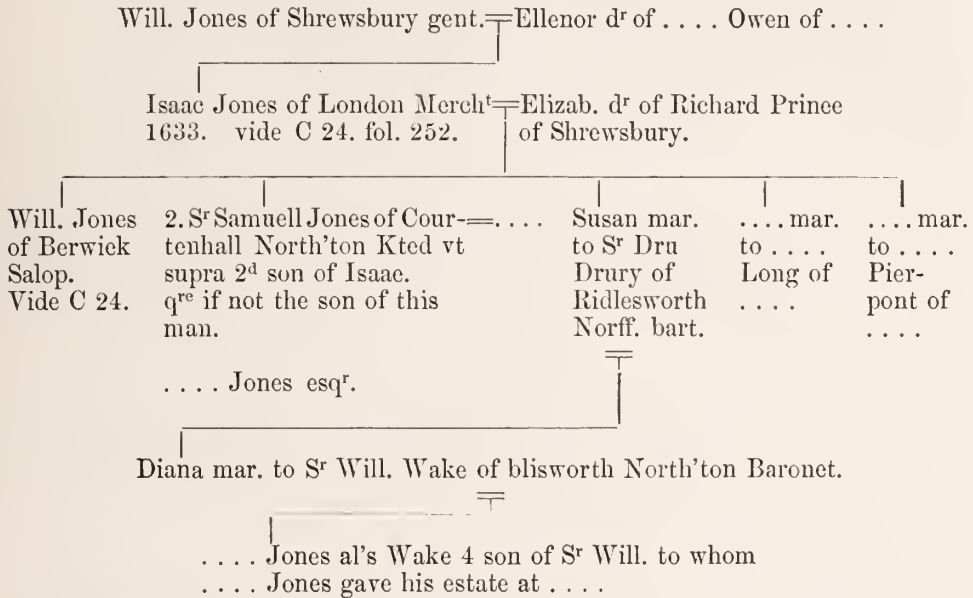 Will. Jones of Shrewsbury gent.=Ellenor dʳ of . . . . Owen of . . . .
Isaac Jones of London Merchᵗ=Elizab. dʳ of Richard Prince
1633. vide C 24. fol. 252. of Shrewsbury.
Will. Jones
of Berwick
Salop.
Vide C 24.
2. Sʳ Samuell Jones of Cour-=. . . .
tenhall North'ton Kted vt
supra 2ᵈ son of Isaac.
qʳᵉ if not the son of this
man.
Susan mar.
to Sʳ Dru
Drury of
Ridlesworth
Norff. bart.
. . . . mar.
to . . . .
Long of
. . . .
. . . . mar.
to . . . .
Pier-
pont of
. . . .
. . . . Jones esqʳ.
Diana mar. to Sʳ Will. Wake of blisworth North'ton Baronet.
. . . . Jones al's Wake 4 son of Sʳ Will. to whom
. . . . Jones gave his estate at . . . .